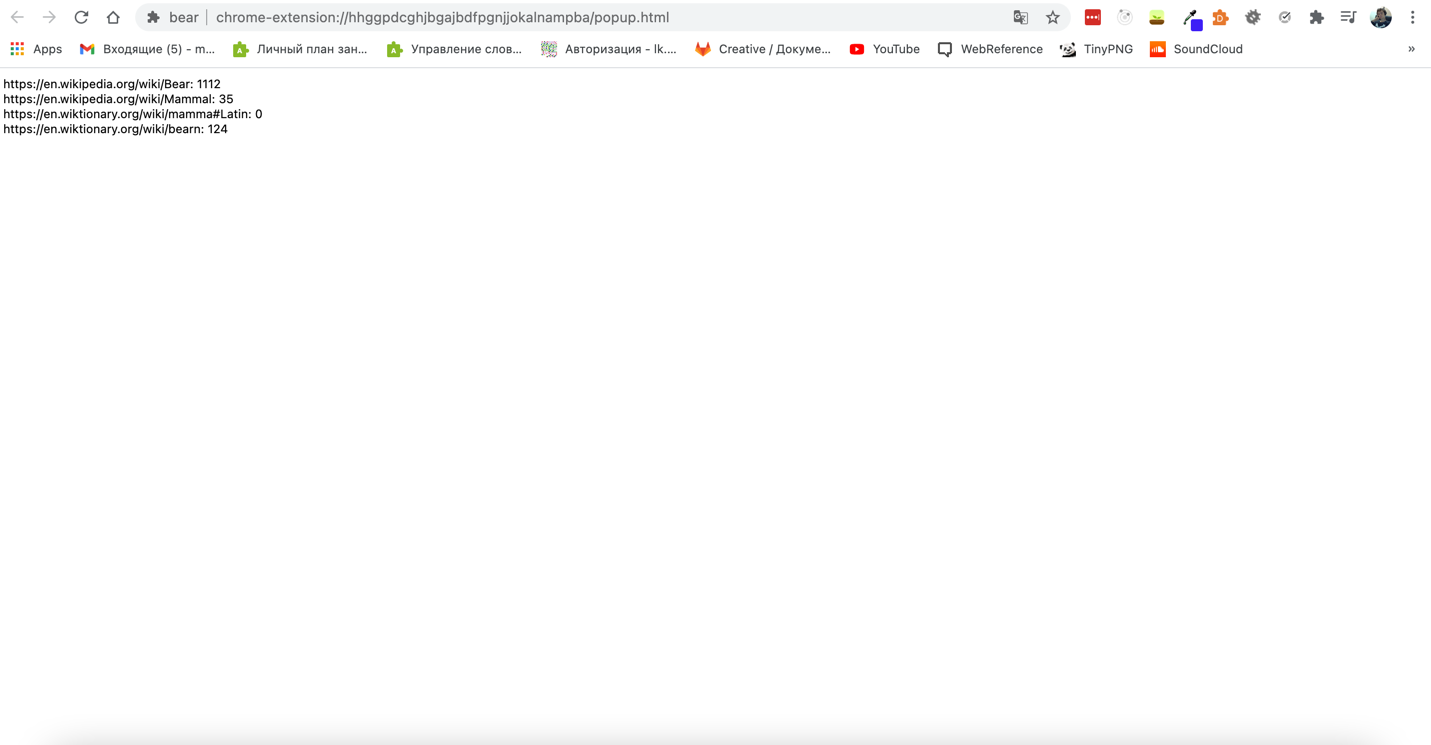 bear | chrome-extension://hhggpdcghjbgajbdfpgnjjokalnampba/popup.html
Apps Входящие (5) - m... Личный план зан... Управление слов... Авторизация - lk.... Creative / Докуме... YouTube WebReference TinyPNG SoundCloud »
https://en.wikipedia.org/wiki/Bear: 1112
https://en.wikipedia.org/wiki/Mammal: 35
https://en.wiktionary.org/wiki/mamma#Latin: 0
https://en.wiktionary.org/wiki/bearn: 124